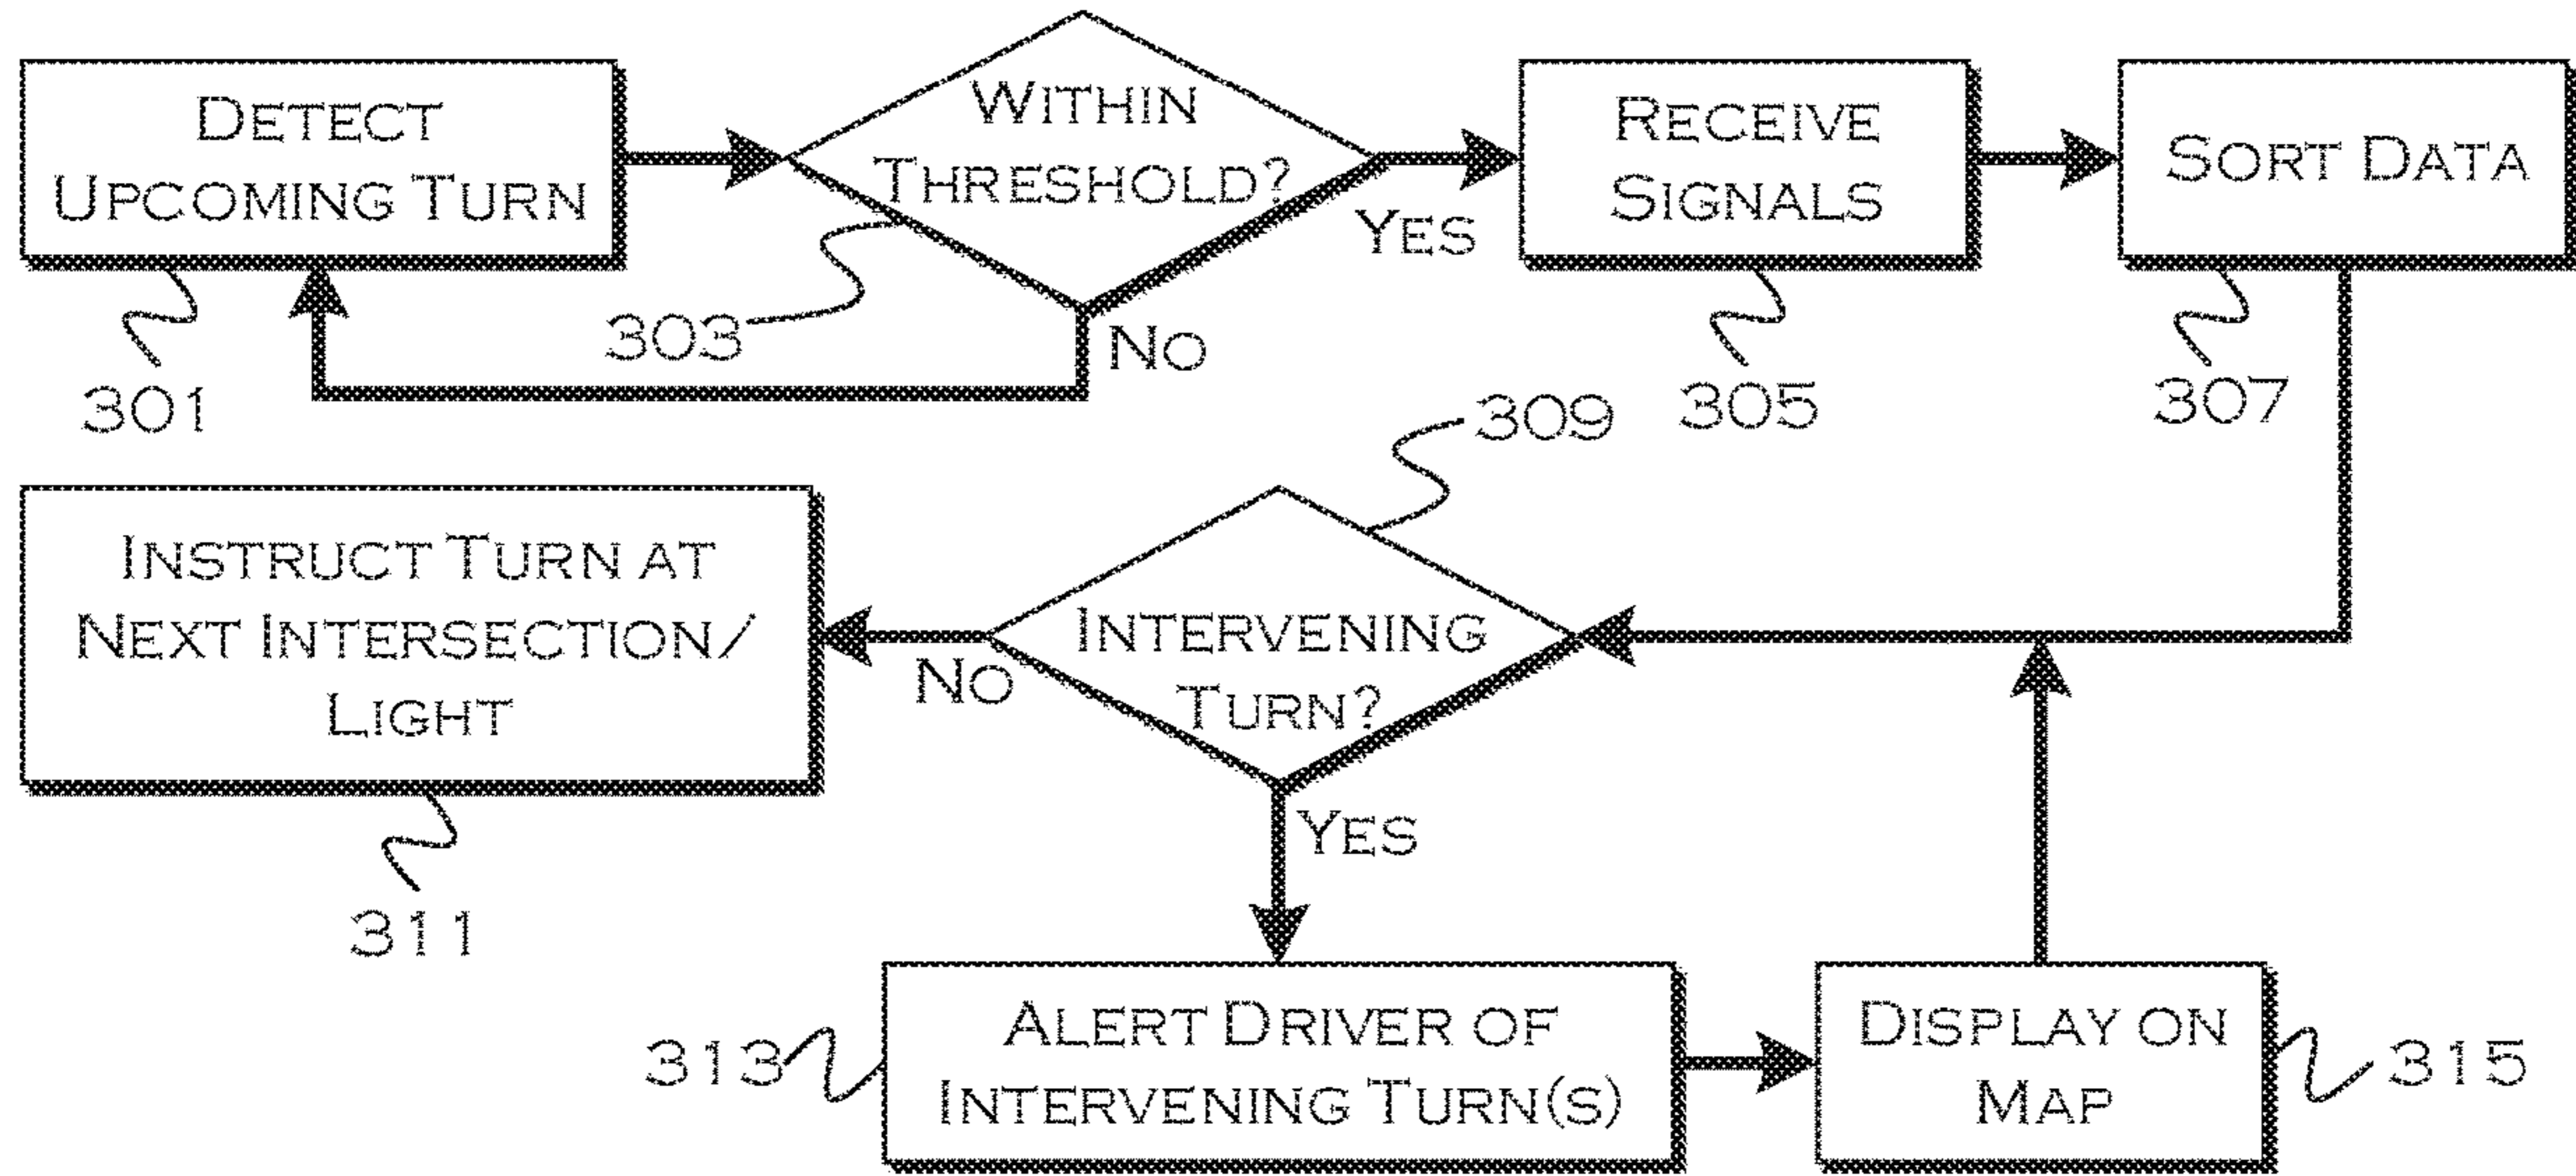 DETECT
UPCOMING TURN
WITHIN
THRESHOLD?
YES
NO
RECEIVE
SIGNALS
SORT DATA
301
303
305
307
309
INSTRUCT TURN AT
NEXT INTERSECTION/
LIGHT
NO
INTERVENING
TURN?
YES
311
313
ALERT DRIVER OF
INTERVENING TURN(S)
DISPLAY ON
MAP
315